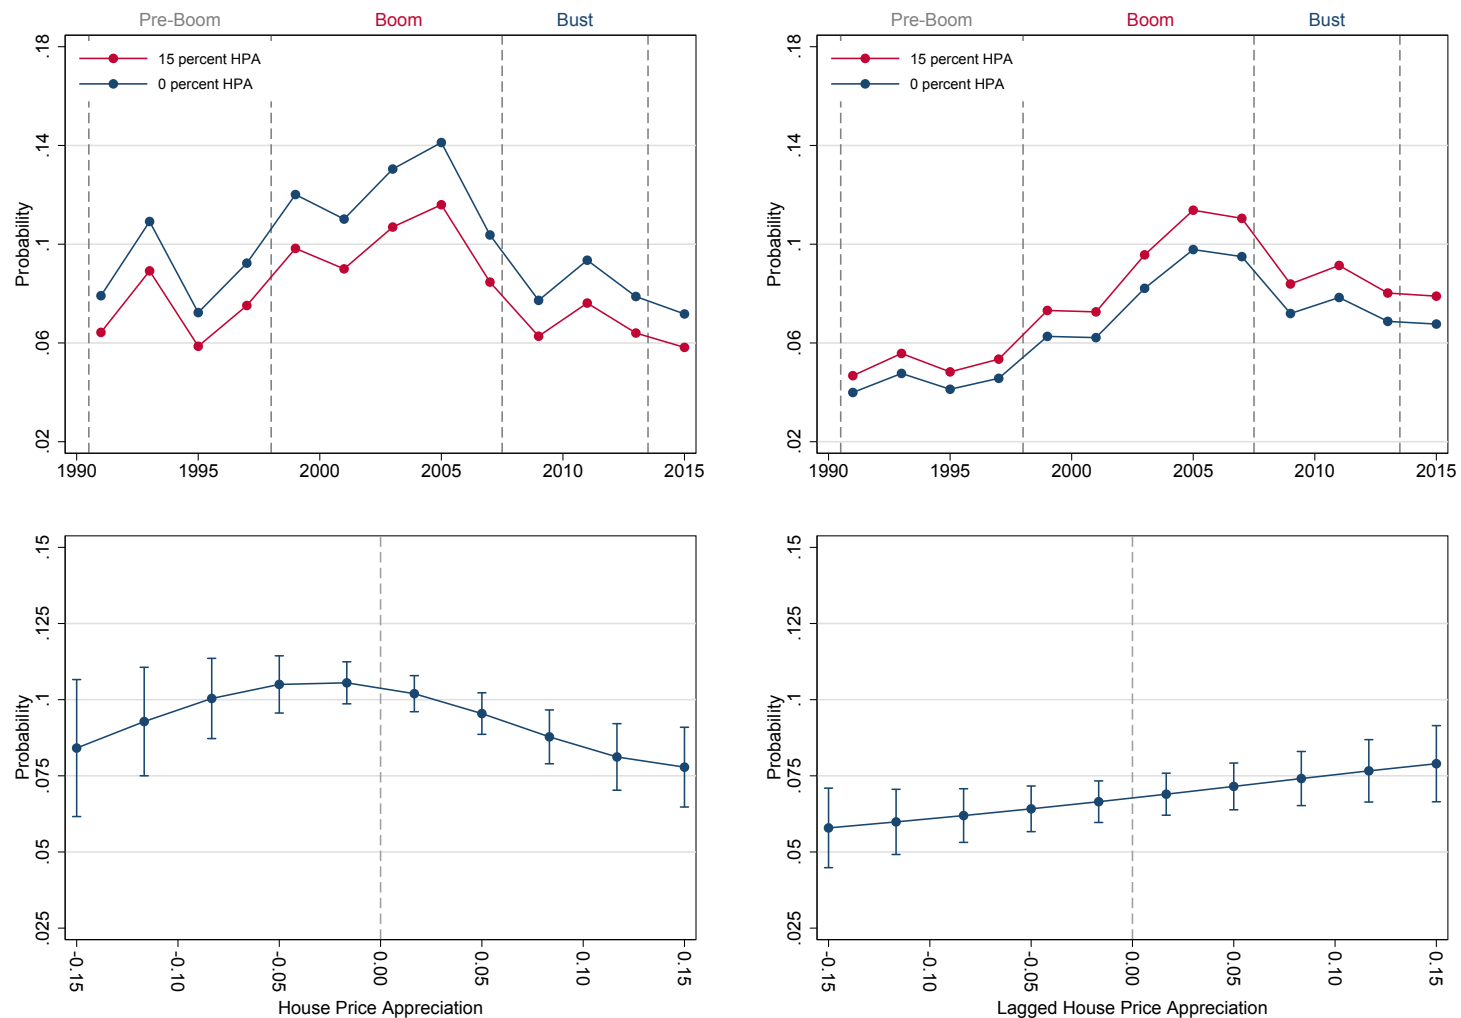 Pre-Boom Boom Bust
15 percent HPA
0 percent HPA
Probability
.18
.14
.1
.06
.02
1990 1995 2000 2005 2010 2015
Pre-Boom Boom Bust
15 percent HPA
0 percent HPA
Probability
.18
.14
.1
.06
.02
1990 1995 2000 2005 2010 2015
Probability
.15
.125
.1
.075
.05
.025
-0.15 -0.10 -0.05 0.00 0.05 0.10 0.15
House Price Appreciation
Probability
.15
.125
.1
.075
.05
.025
-0.15 -0.10 -0.05 0.00 0.05 0.10 0.15
Lagged House Price Appreciation